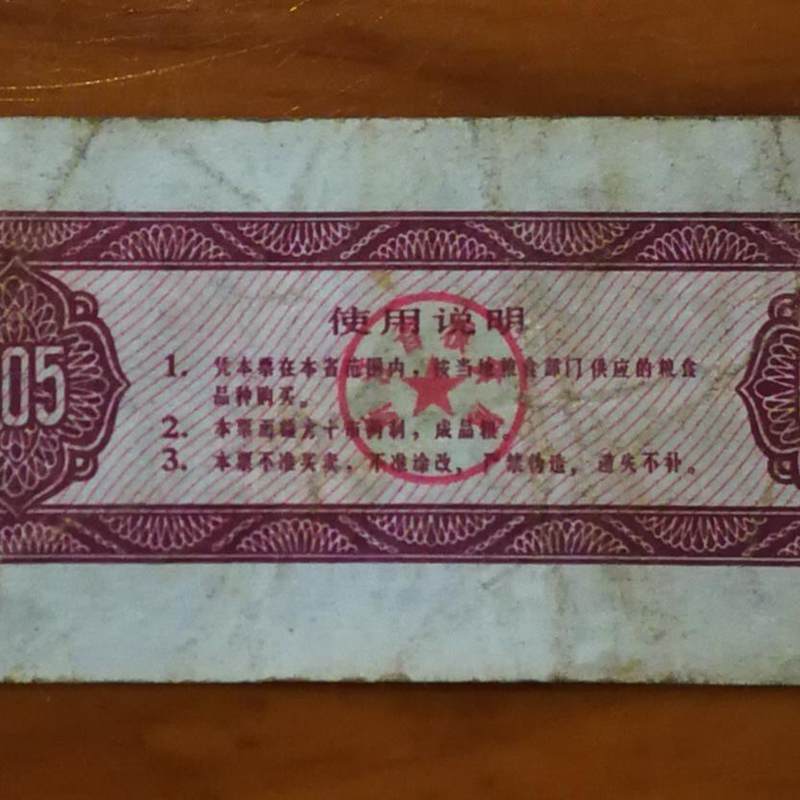 使用说明
05
1. 凭本票在本省范围内，按当地粮食部门供应的粮食
品种购买。
2. 本票面额为十市两制，成品粮。
3. 本票不准买卖，不准涂改，严禁伪造，遗失不补。